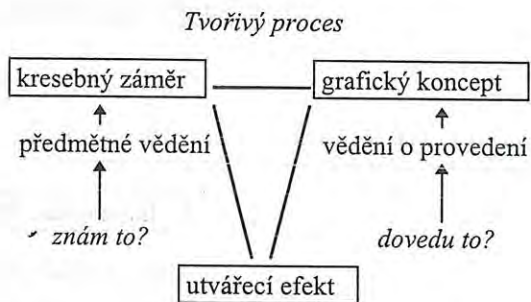 Tvořivý proces
kresebný záměr
grafický koncept
předmětné vědění
vědění o provedení
znám to?
dovedu to?
utvářecí efekt